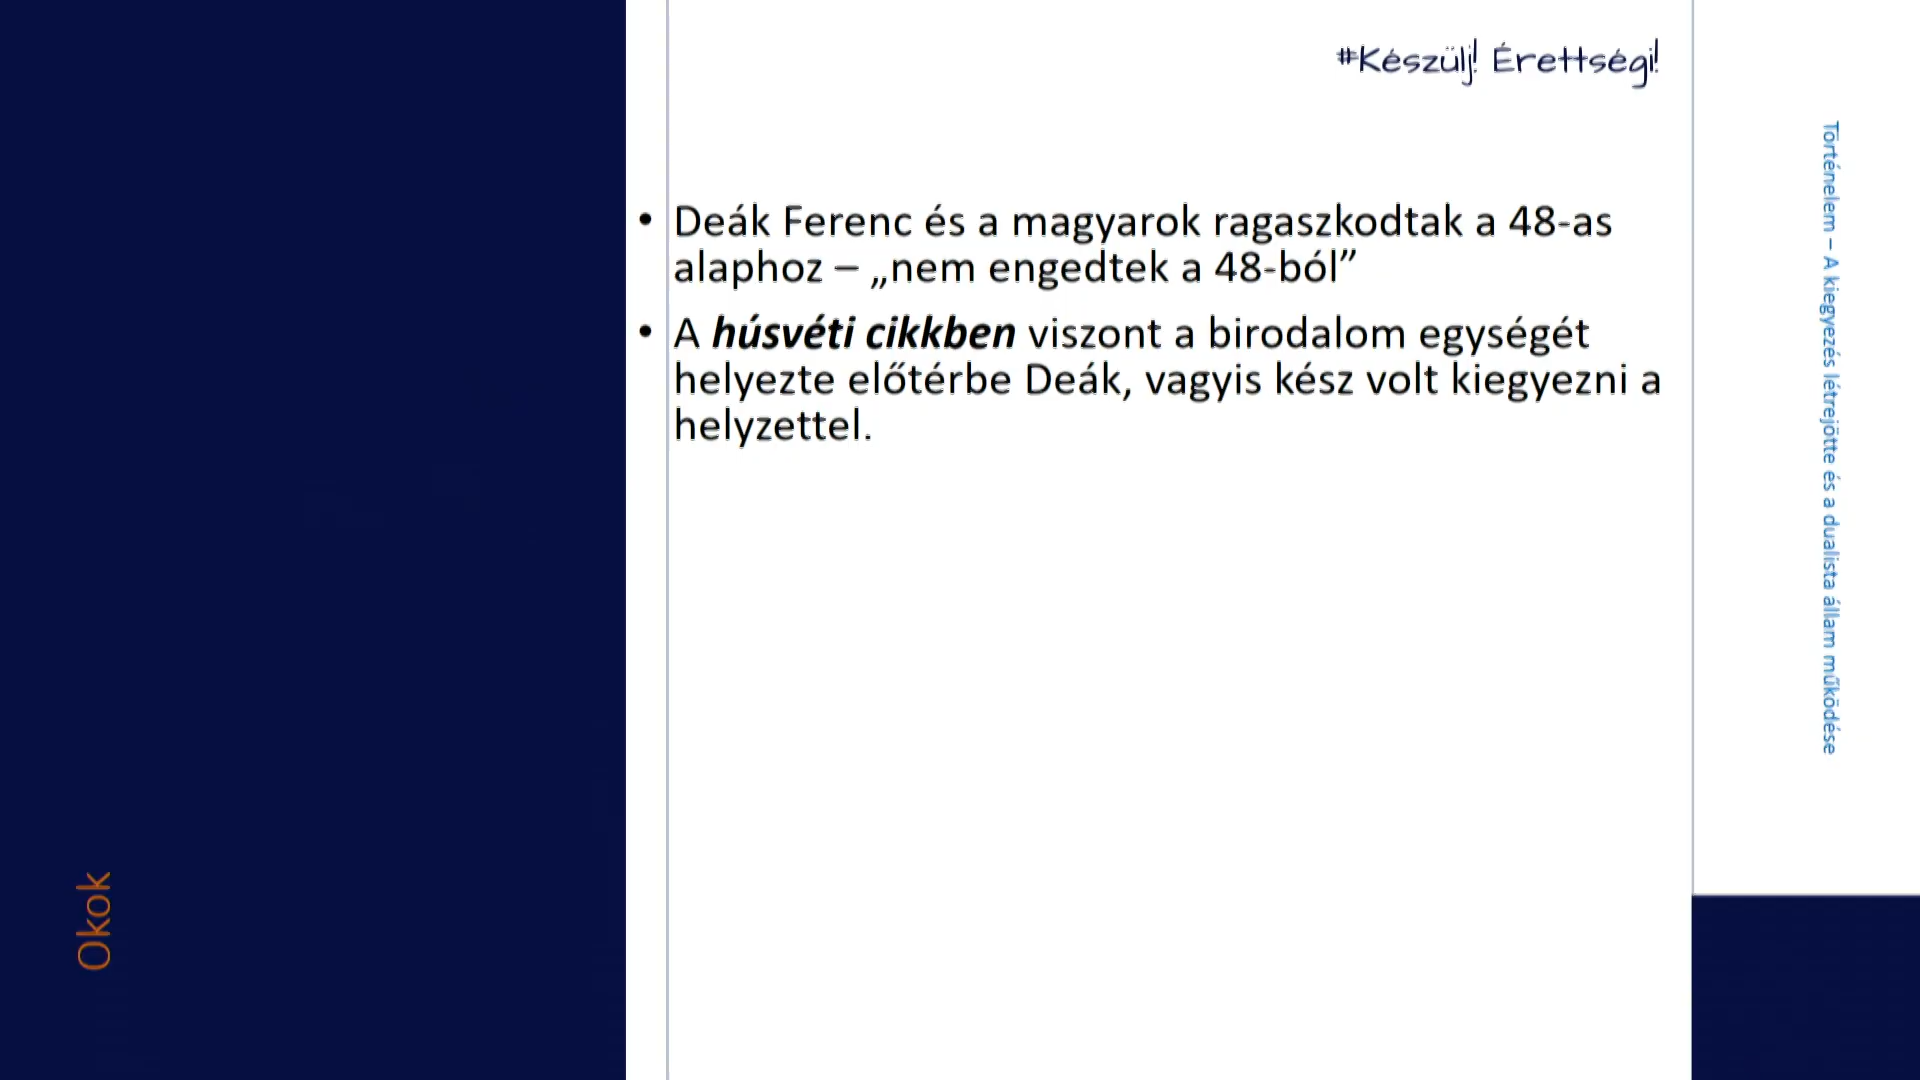 #Készülj! Érettségi!
• Deák Ferenc és a magyarok ragaszkodtak a 48-as
alaphoz – „nem engedtek a 48-ból”
• A húsvéti cikkben viszont a birodalom egységét
helyezte előtérbe Deák, vagyis kész volt kiegyezni a
helyzettel.
Okok
Történelem – A kiegyezés létrejötte és a dualista állam működése